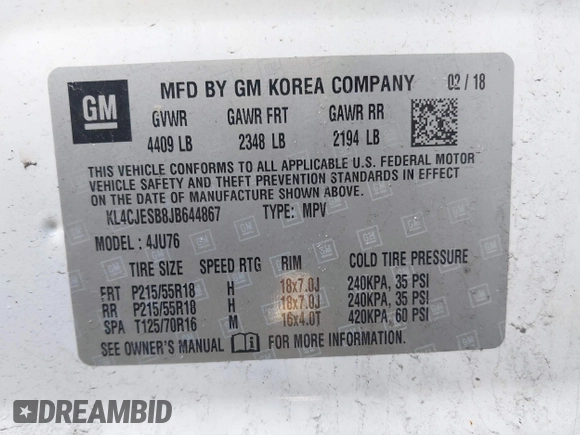 GM
MFD BY GM KOREA COMPANY 02/18
GVWR GAWR FRT GAWR RR
4409 LB 2348 LB 2194 LB
THIS VEHICLE CONFORMS TO ALL APPLICABLE U.S. FEDERAL MOTOR
VEHICLE SAFETY AND THEFT PREVENTION STANDARDS IN EFFECT
ON THE DATE OF MANUFACTURE SHOWN ABOVE.
KL4CJESB8JB644867 TYPE: MPV
MODEL: 4JU76
TIRE SIZE SPEED RTG RIM COLD TIRE PRESSURE
FRT P215/55R18 H 18x7.0J 240KPA, 35 PSI
RR P215/55R18 H 18x7.0J 240KPA, 35 PSI
SPA T125/70R16 M 16x4.0T 420KPA, 60 PSI
SEE OWNER'S MANUAL FOR MORE INFORMATION.
DREAMBID